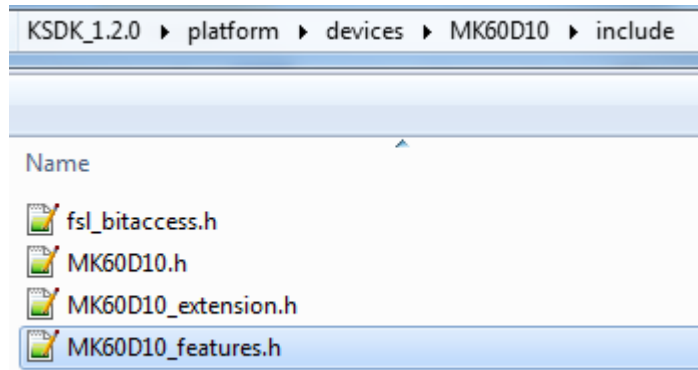 KSDK_1.2.0 ▸ platform ▸ devices ▸ MK60D10 ▸ include
Name
fsl_bitaccess.h
MK60D10.h
MK60D10_extension.h
MK60D10_features.h